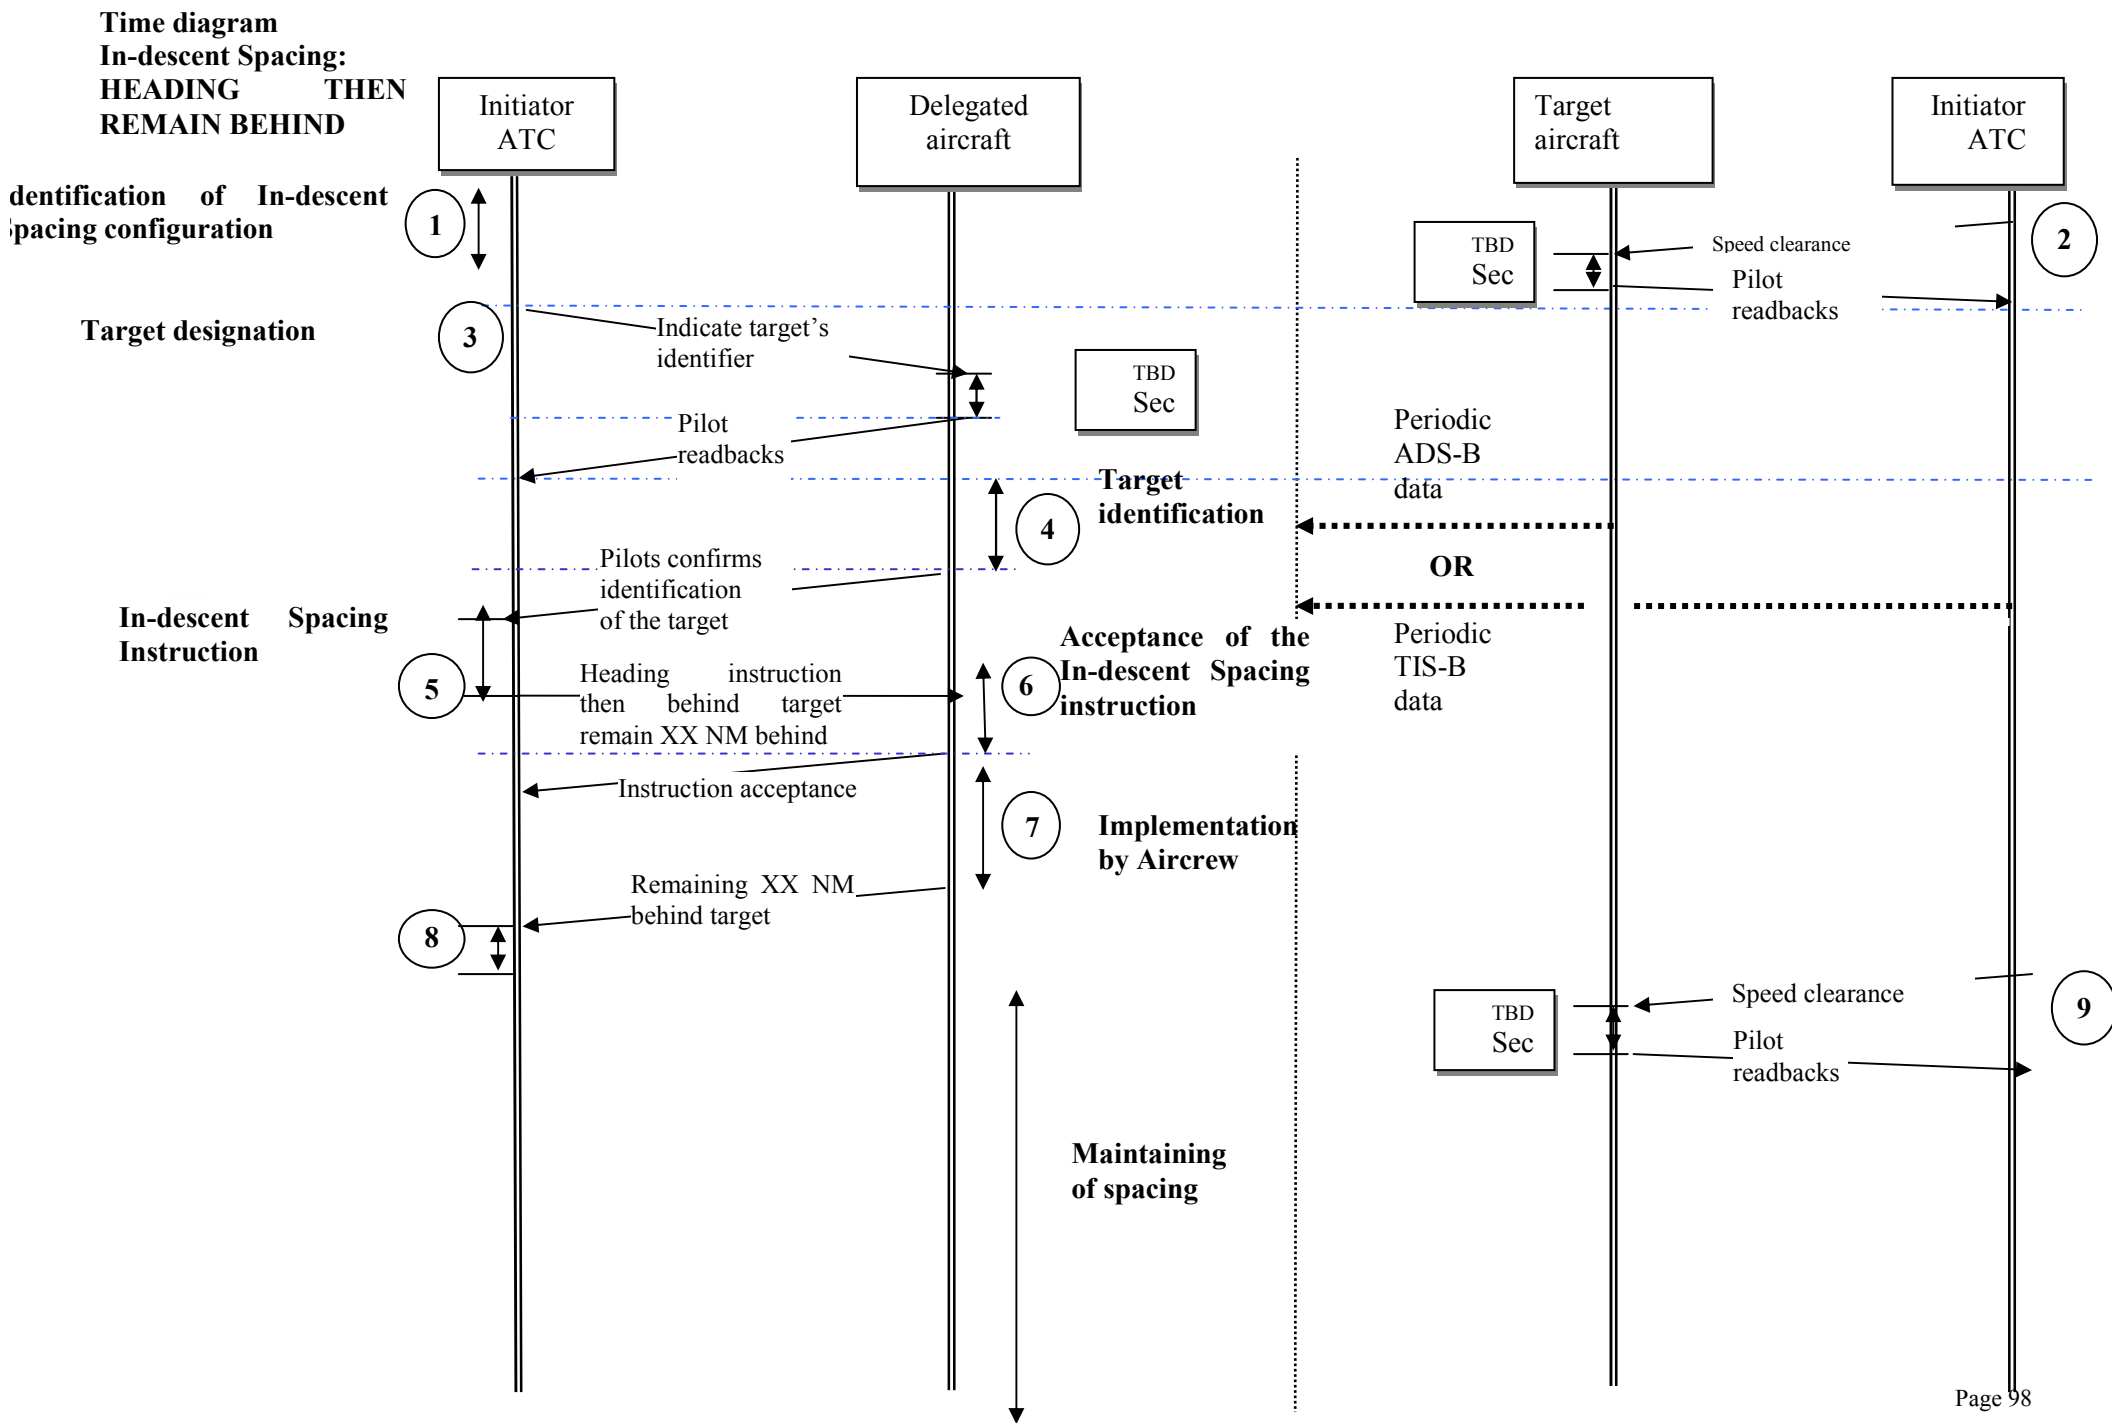 Time diagram
In-descent Spacing:
HEADING THEN
REMAIN BEHIND
Initiator
ATC
Delegated
aircraft
Target
aircraft
Initiator
ATC
dentification of In-descent
pacing configuration
1
2
TBD
Sec
Speed clearance
Pilot
readbacks
Target designation
3
Indicate target's
identifier
TBD
Sec
Pilot
readbacks
Periodic
ADS-B
data
Target
identification
4
OR
Pilots confirms
identification
of the target
In-descent Spacing
Instruction
5
Heading instruction
then behind target
remain XX NM behind
6
Acceptance of the
In-descent Spacing
instruction
Periodic
TIS-B
data
Instruction acceptance
7
Implementation
by Aircrew
Remaining XX NM
behind target
8
TBD
Sec
Speed clearance
Pilot
readbacks
9
Maintaining
of spacing
Page 98